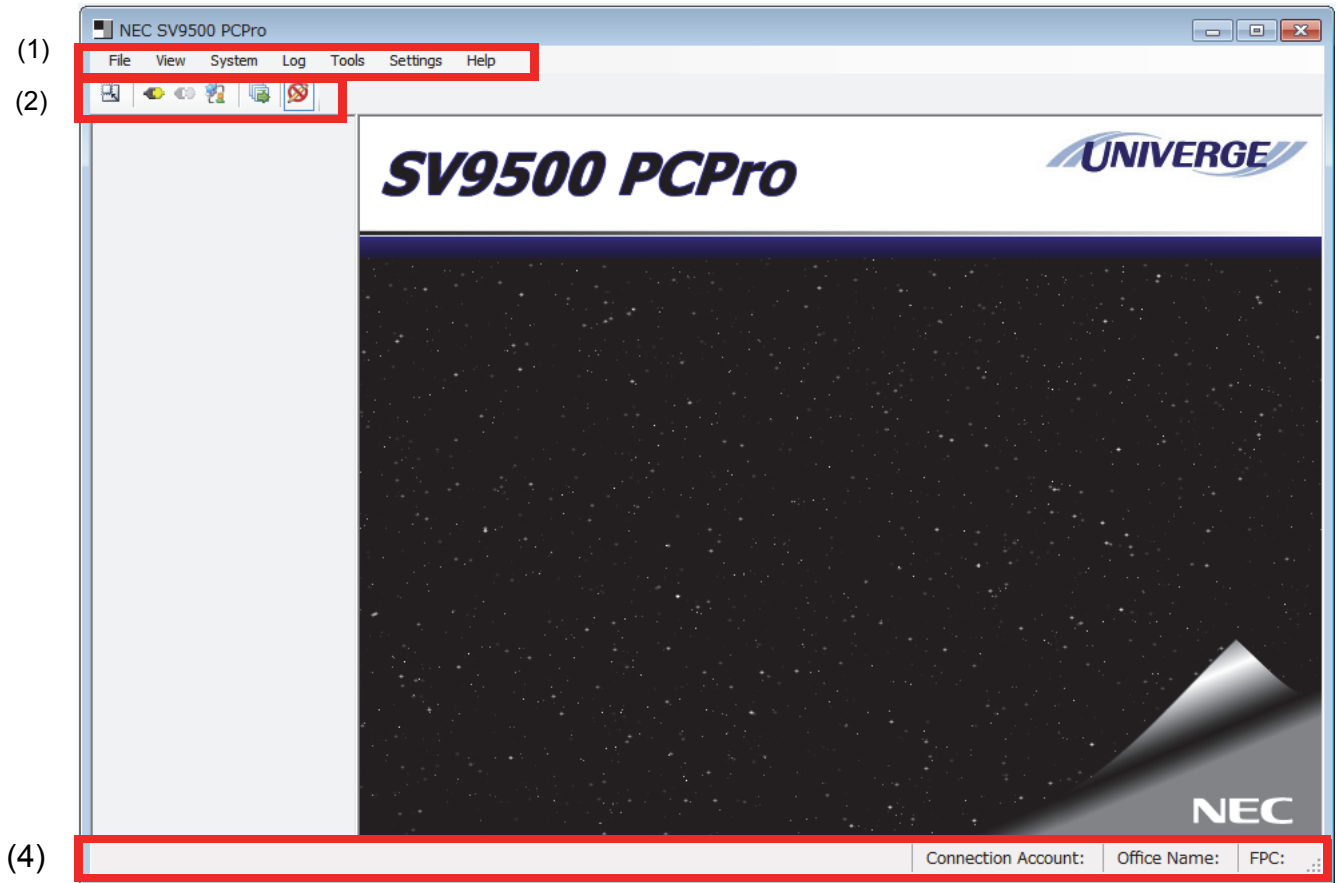 NEC SV9500 PCPro
(1)
File View System Log Tools Settings Help
(2)
SV9500 PCPro
UNIVERGE
NEC
(4)
Connection Account: Office Name: FPC: